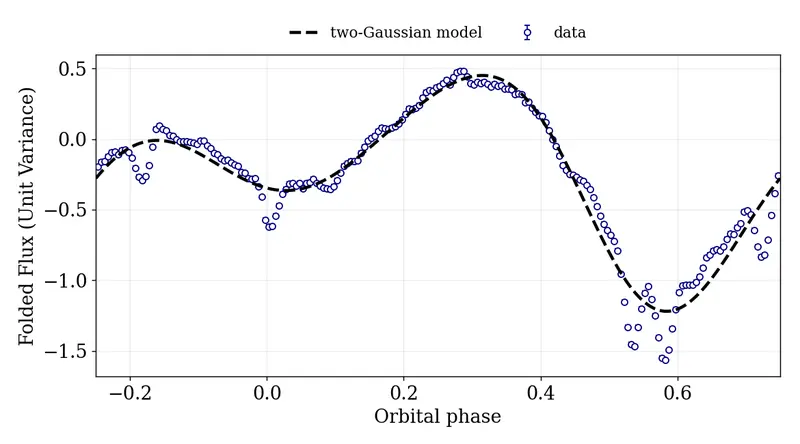 two-Gaussian model
data
Folded Flux (Unit Variance)
0.5
0.0
−0.5
−1.0
−1.5
−0.2
0.0
0.2
0.4
0.6
Orbital phase